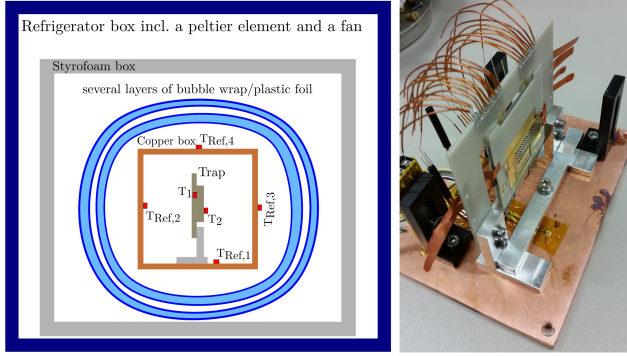 Refrigerator box incl. a peltier element and a fan
Styrofoam box
several layers of bubble wrap/plastic foil
Copper box TRef,4
Trap
T1
TRef,2
T2
TRef,3
TRef,1